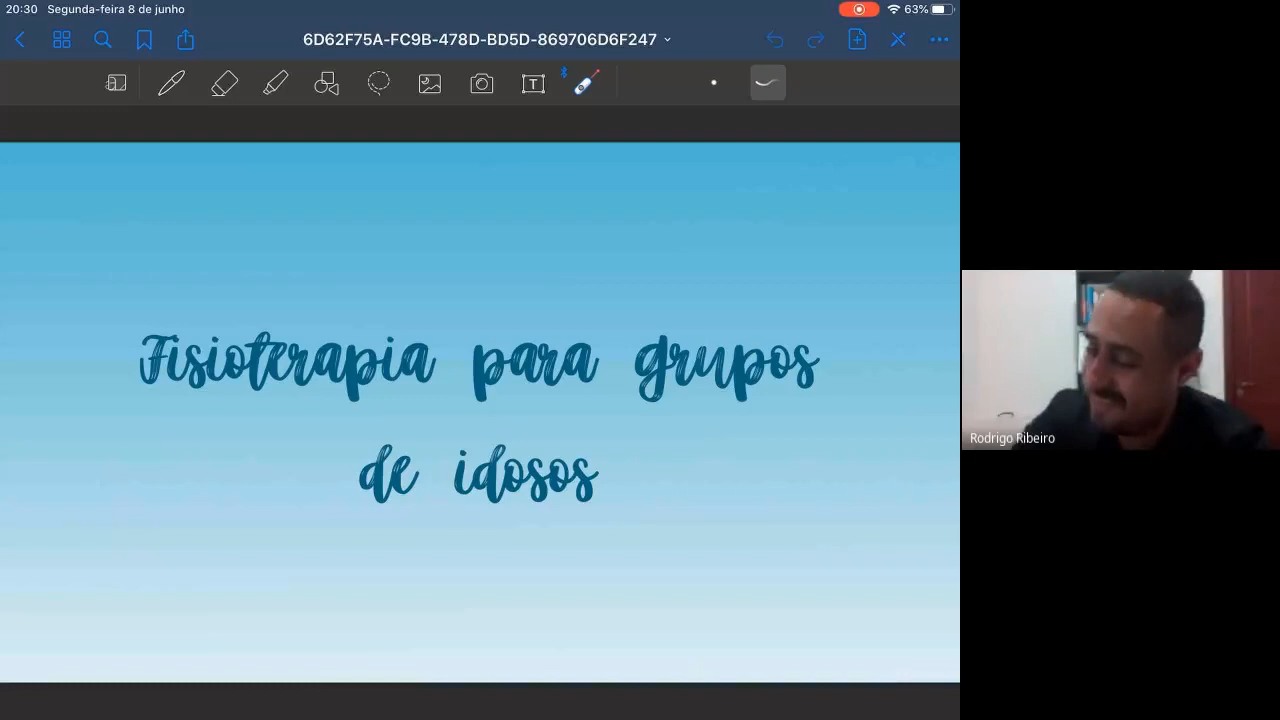 20:30 Segunda-feira 8 de junho
63%
6D62F75A-FC9B-478D-BD5D-869706D6F247
T
Fisioterapia para grupos
de idosos
Rodrigo Ribeiro